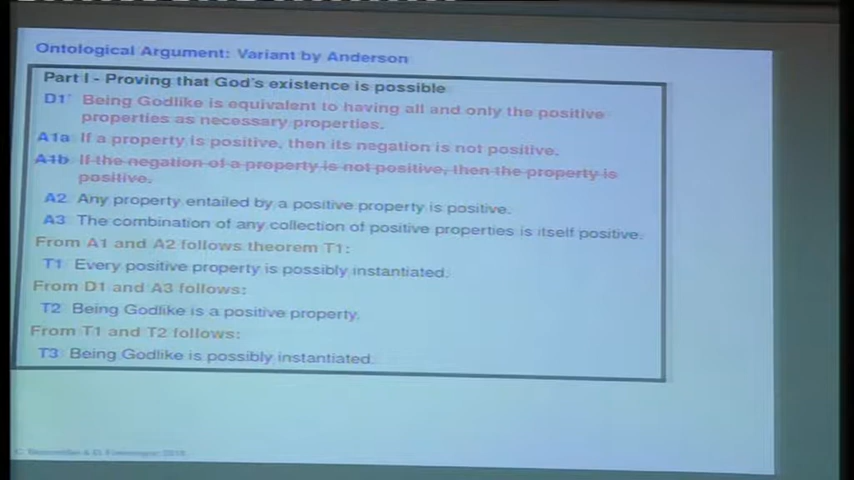 Ontological Argument: Variant by Anderson
Part I - Proving that God's existence is possible
D1' Being Godlike is equivalent to having all and only the positive
properties as necessary properties.
A1a If a property is positive, then its negation is not positive.
A1b If the negation of a property is not positive, then the property is
positive.
A2 Any property entailed by a positive property is positive.
A3 The combination of any collection of positive properties is itself positive.
From A1 and A2 follows theorem T1:
T1 Every positive property is possibly instantiated.
From D1 and A3 follows:
T2 Being Godlike is a positive property.
From T1 and T2 follows:
T3 Being Godlike is possibly instantiated.